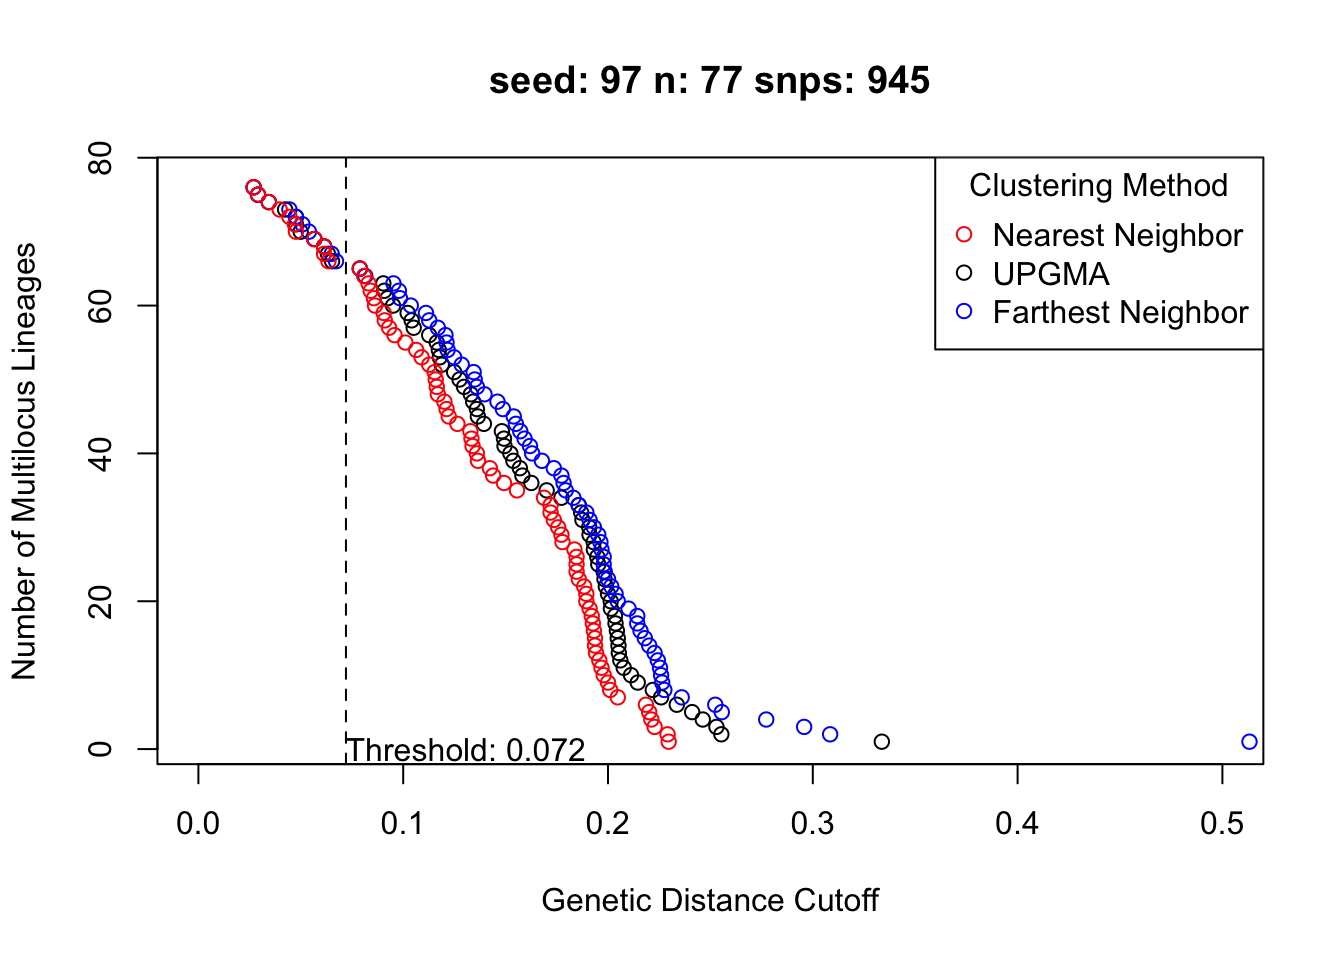 seed: 97 n: 77 snps: 945
Number of Multilocus Lineages
80
60
40
20
0
Clustering Method
Nearest Neighbor
UPGMA
Farthest Neighbor
Threshold: 0.072
0.0 0.1 0.2 0.3 0.4 0.5
Genetic Distance Cutoff